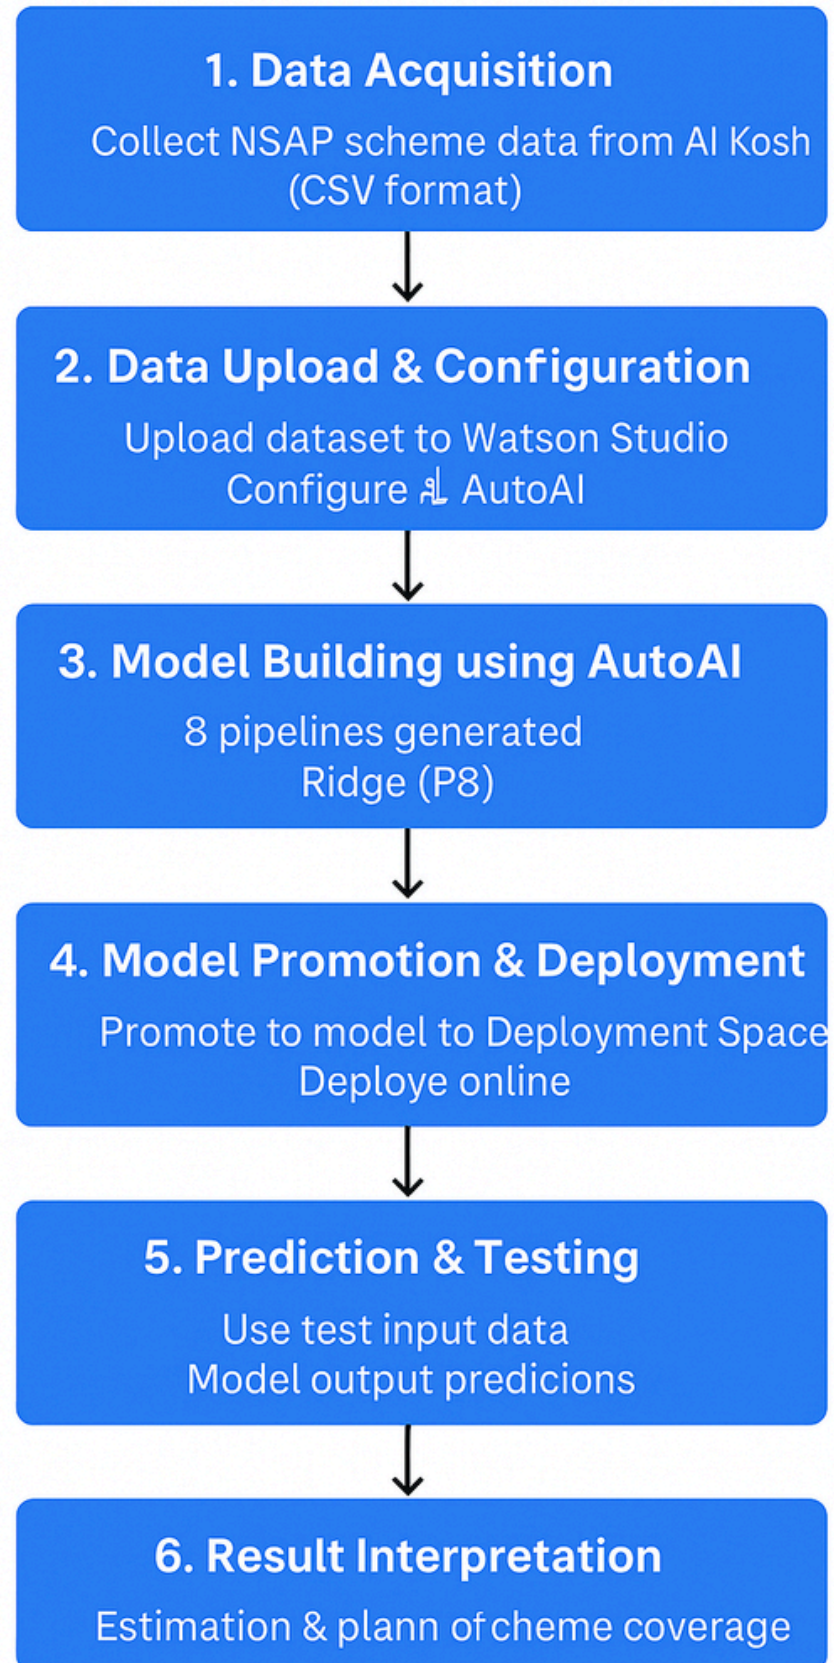 1. Data Acquisition
Collect NSAP scheme data from AI Kosh
(CSV format)
2. Data Upload & Configuration
Upload dataset to Watson Studio
Configure AutoAI
3. Model Building using AutoAI
8 pipelines generated
Ridge (P8)
4. Model Promotion & Deployment
Promote to model to Deployment Space
Deploye online
5. Prediction & Testing
Use test input data
Model output predicions
6. Result Interpretation
Estimation & plann of cheme coverage